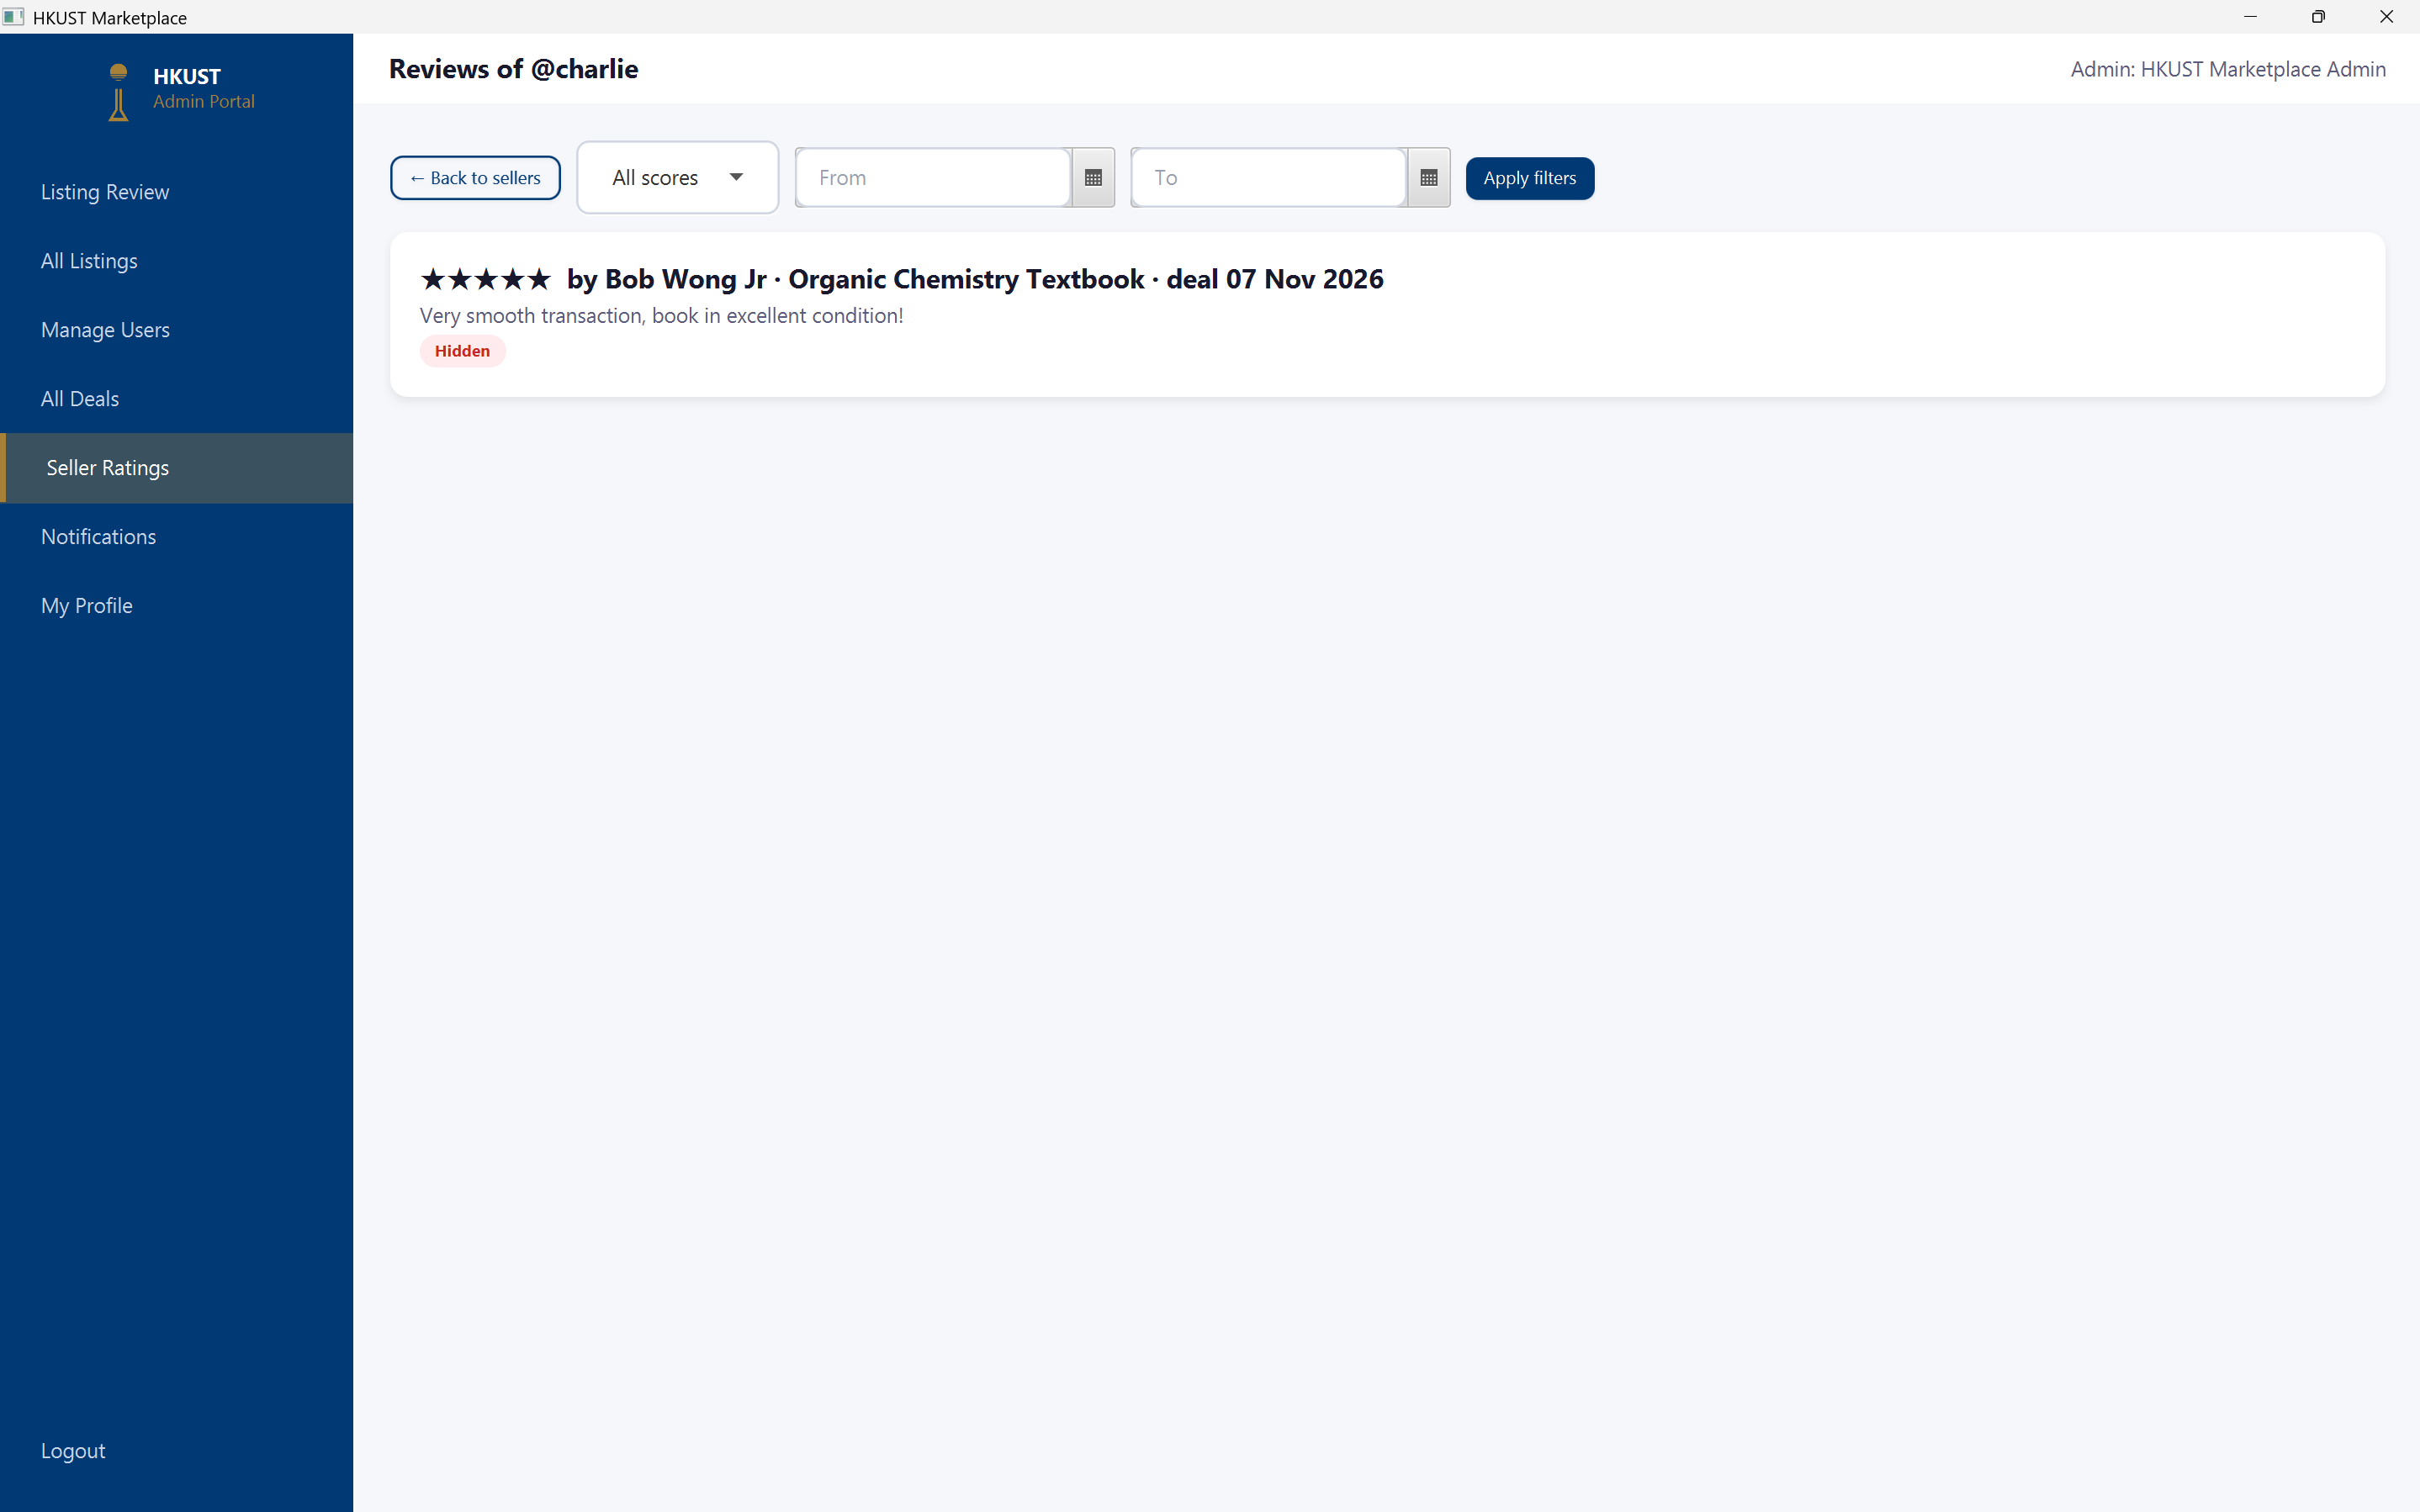 HKUST Marketplace
HKUST
Admin Portal
Listing Review
All Listings
Manage Users
All Deals
Seller Ratings
Notifications
My Profile
Logout
Reviews of @charlie
Admin: HKUST Marketplace Admin
← Back to sellers
All scores
From
To
Apply filters
★★★★★ by Bob Wong Jr · Organic Chemistry Textbook · deal 07 Nov 2026
Very smooth transaction, book in excellent condition!
Hidden